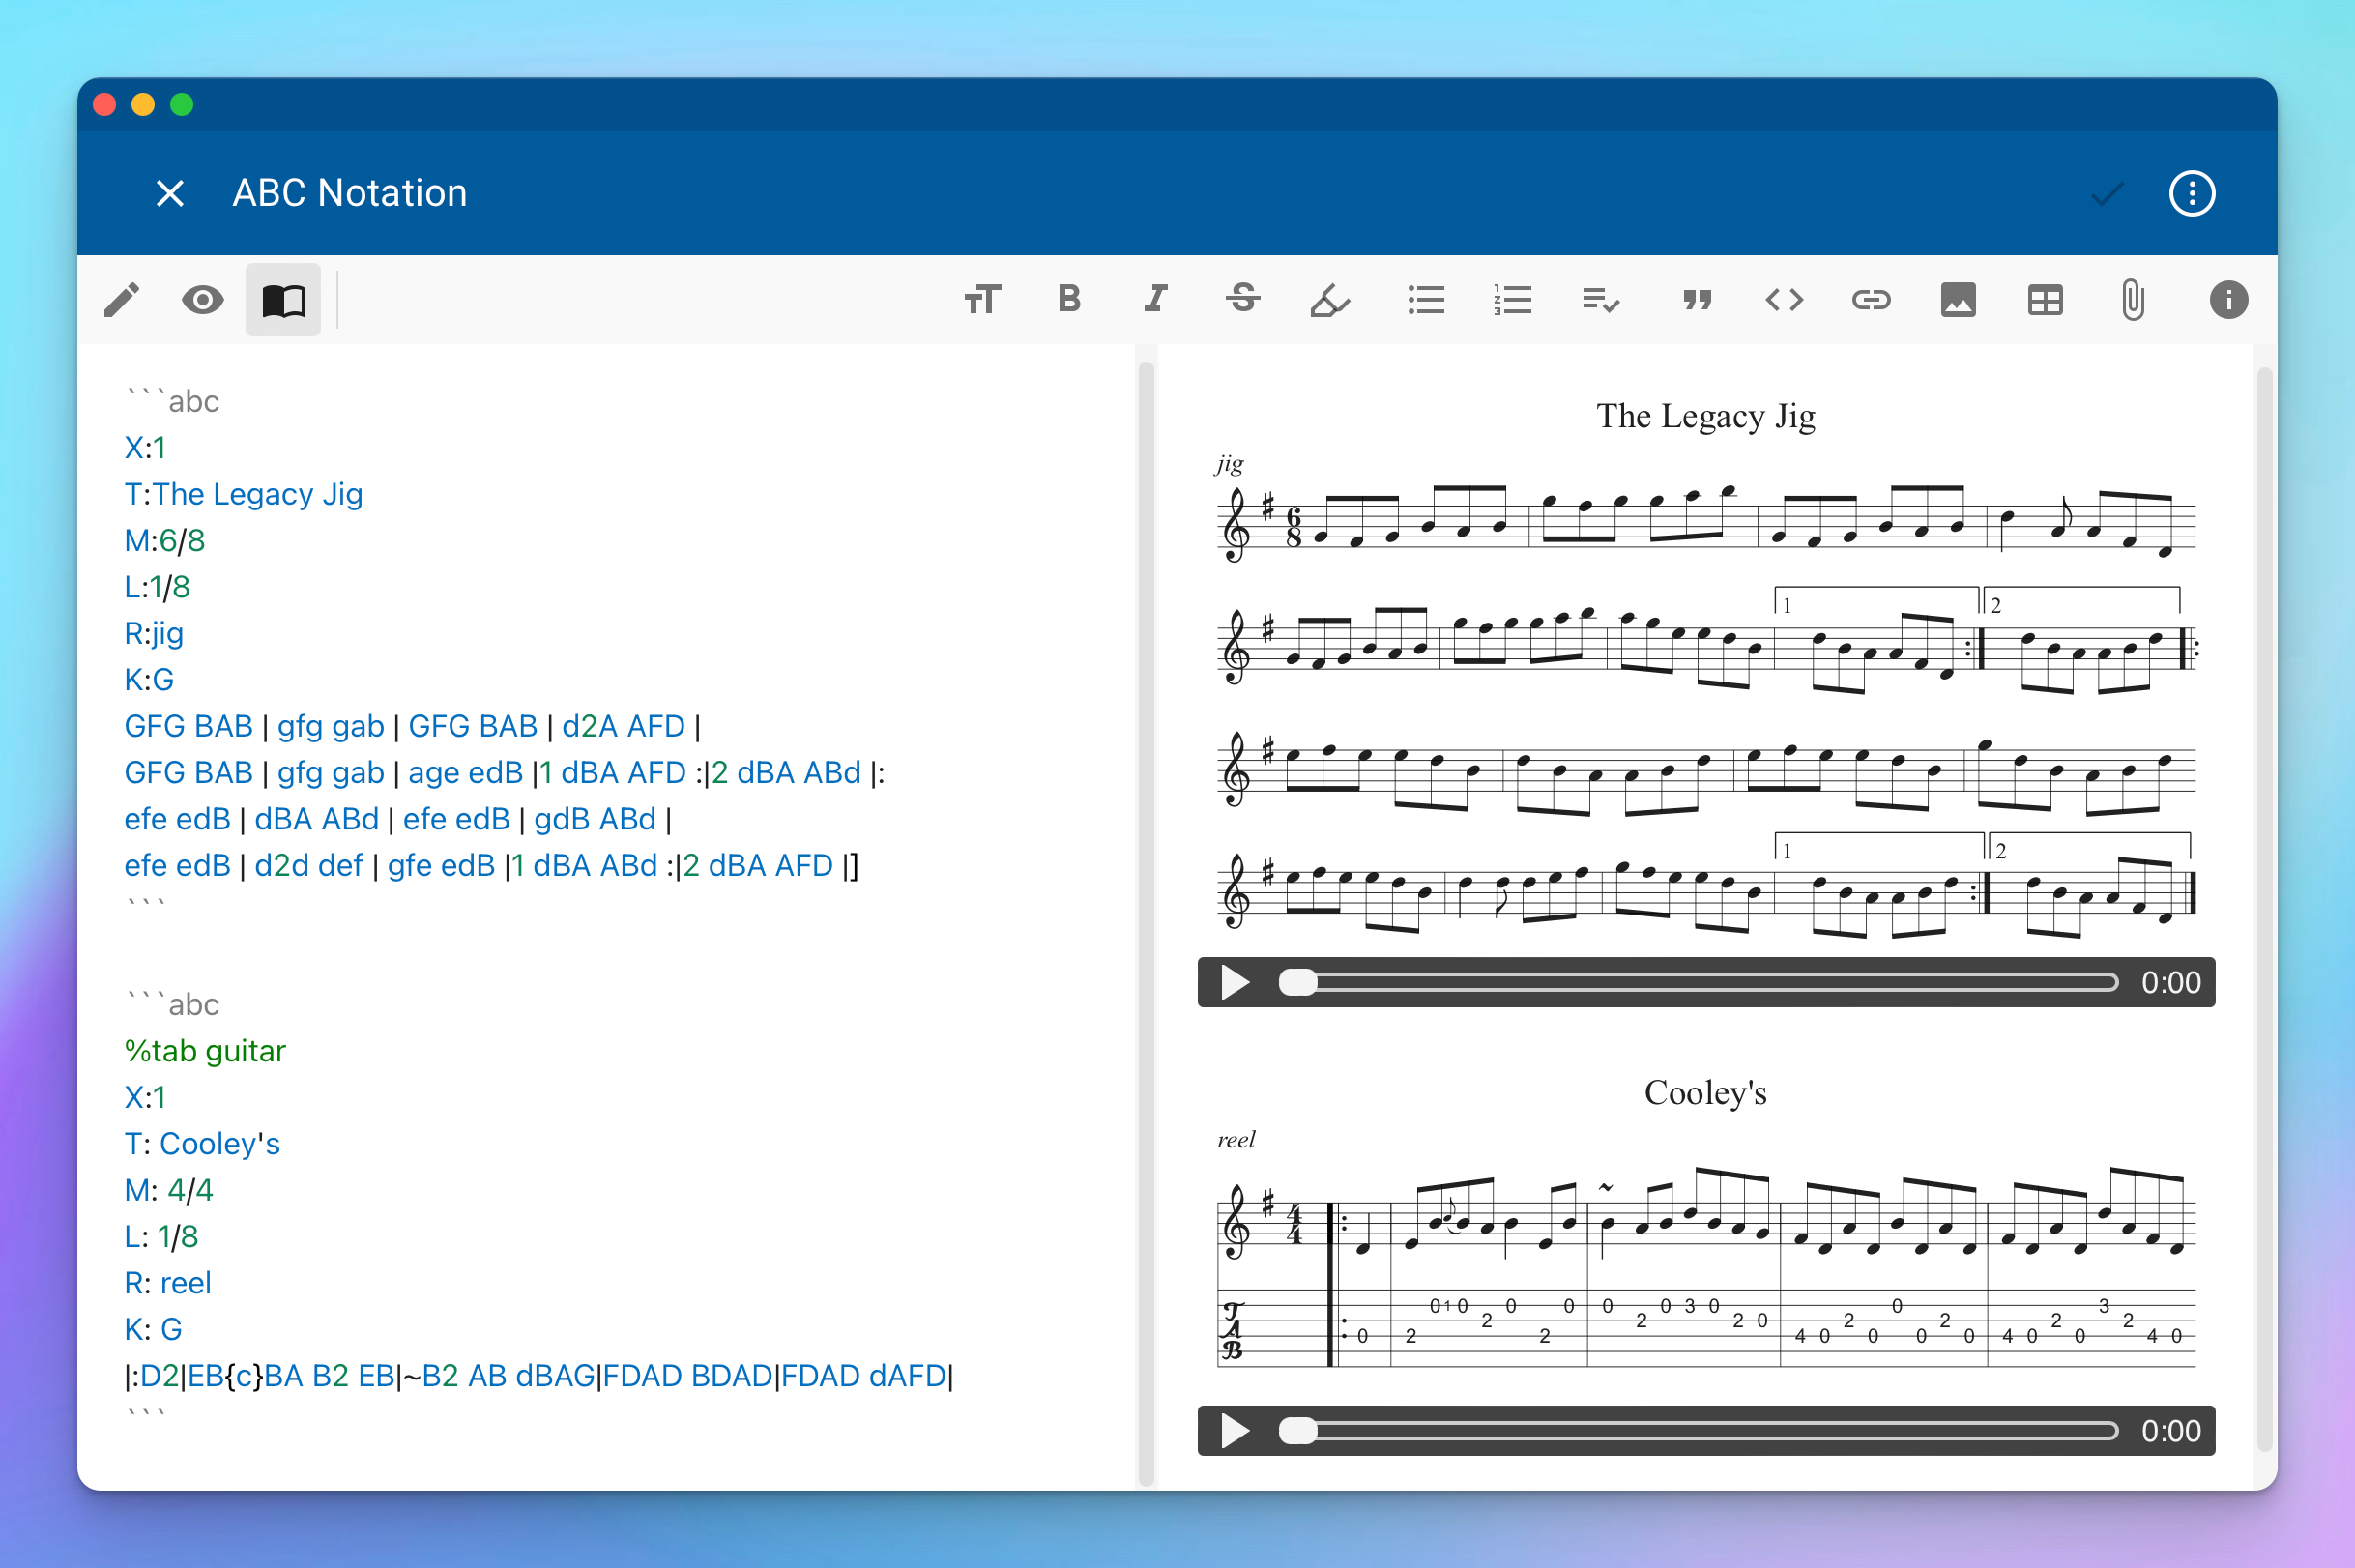 ABC Notation
```abc
X:1
T:The Legacy Jig
M:6/8
L:1/8
R:jig
K:G
GFG BAB | gfg gab | GFG BAB | d2A AFD |
GFG BAB | gfg gab | age edB |1 dBA AFD :|2 dBA ABd |:
efe edB | dBA ABd | efe edB | gdB ABd |
efe edB | d2d def | gfe edB |1 dBA ABd :|2 dBA AFD |]
```
```abc
%tab guitar
X:1
T: Cooley's
M: 4/4
L: 1/8
R: reel
K: G
|:D2|EB{c}BA B2 EB|~B2 AB dBAG|FDAD BDAD|FDAD dAFD|
```
The Legacy Jig
jig
6
8
1 2
1 2
0:00
Cooley's
reel
4
4
0 1 0 0 0 0 0 3 0 0 3
T 2 2 2 0 2 2 2 2
A 0 2 2 4 0 0 0 0 4 0 0 4 0
B
0:00